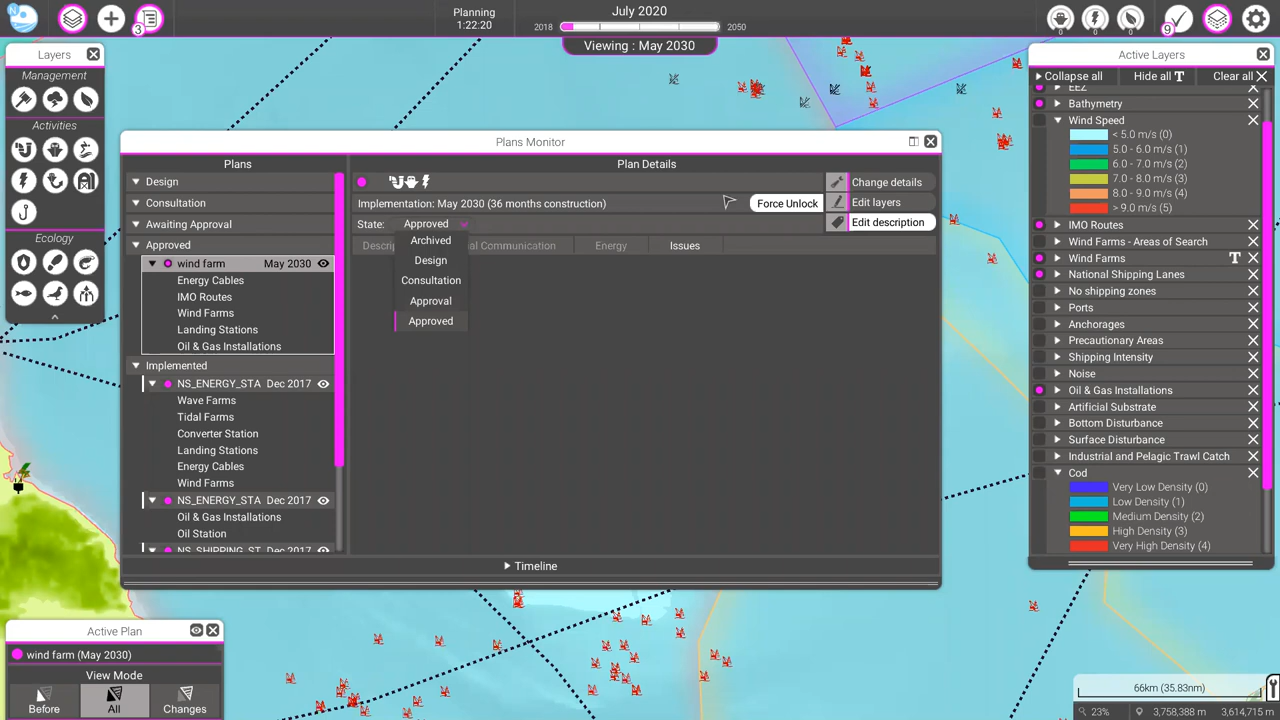 3
Planning
1:22:20
July 2020
2018
2050
Viewing : May 2030
0
0
0
9
Layers
Management
Activities
Ecology
Plans Monitor
Plans
Design
Consultation
Awaiting Approval
Approved
wind farm May 2030
Energy Cables
IMO Routes
Wind Farms
Landing Stations
Oil & Gas Installations
Implemented
NS_ENERGY_STA Dec 2017
Wave Farms
Tidal Farms
Converter Station
Landing Stations
Energy Cables
Wind Farms
NS_ENERGY_STA Dec 2017
Oil & Gas Installations
Oil Station
NS_SHIPPING_ST Dec 2017
Plan Details
Implementation: May 2030 (36 months construction)
Force Unlock
Change details
Edit layers
Edit description
State: Approved
Archived
Design
Consultation
Approval
Approved
Descri
al Communication
Energy
Issues
Timeline
Active Layers
Collapse all
Hide all T
Clear all
EEZ
Bathymetry
Wind Speed
< 5.0 m/s (0)
5.0 - 6.0 m/s (1)
6.0 - 7.0 m/s (2)
7.0 - 8.0 m/s (3)
8.0 - 9.0 m/s (4)
> 9.0 m/s (5)
IMO Routes
Wind Farms - Areas of Search
Wind Farms T
National Shipping Lanes
No shipping zones
Ports
Anchorages
Precautionary Areas
Shipping Intensity
Noise
Oil & Gas Installations
Artificial Substrate
Bottom Disturbance
Surface Disturbance
Industrial and Pelagic Trawl Catch
Cod
Very Low Density (0)
Low Density (1)
Medium Density (2)
High Density (3)
Very High Density (4)
Active Plan
wind farm (May 2030)
View Mode
Before
All
Changes
66km (35.83nm)
23%
3,758,388 m
3,614,715 m